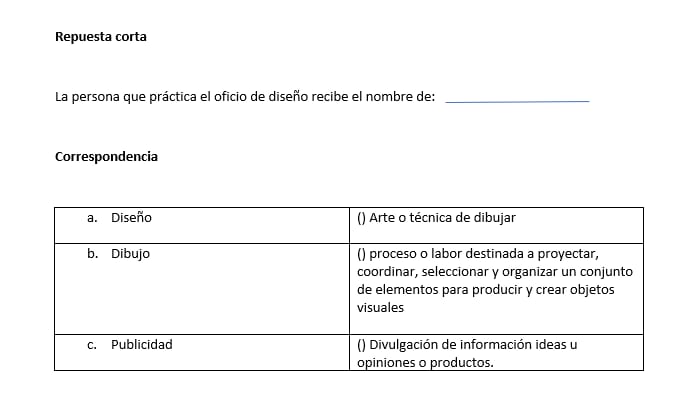 Repuesta corta
La persona que práctica el oficio de diseño recibe el nombre de:
Correspondencia
a. Diseño
() Arte o técnica de dibujar
b. Dibujo
() proceso o labor destinada a proyectar,
coordinar, seleccionar y organizar un conjunto
de elementos para producir y crear objetos
visuales
c. Publicidad
() Divulgación de información ideas u
opiniones o productos.